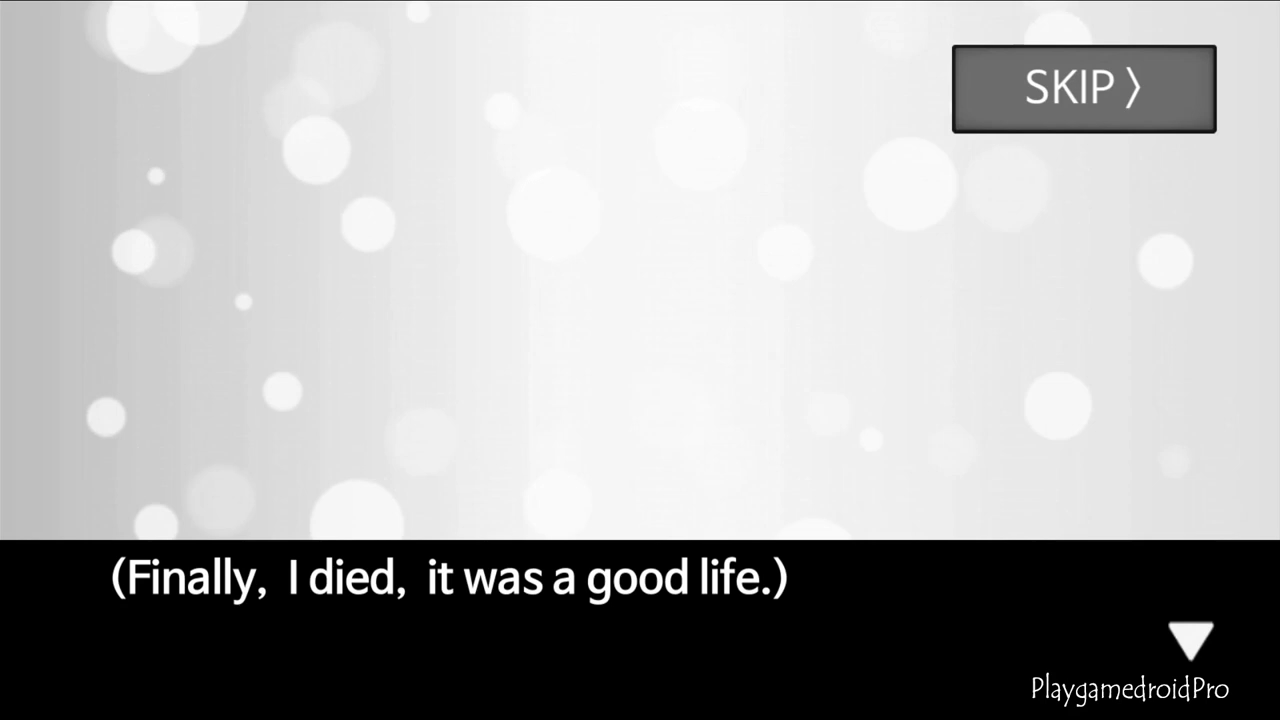 SKIP 〉
(Finally, I died, it was a good life.)
PlaygamedroidPro